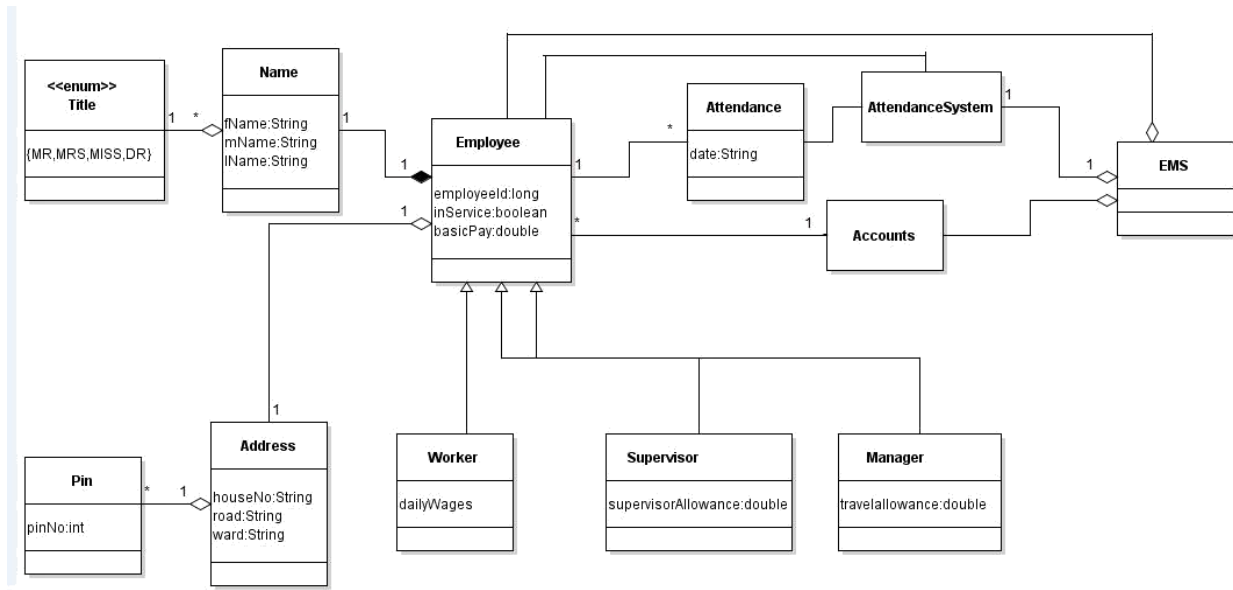 <<enum>>
Title
{MR,MRS,MISS,DR}
1
*
Name
fName:String
mName:String
lName:String
1
1
Employee
employeeId:long
inService:boolean
basicPay:double
1
*
Attendance
date:String
AttendanceSystem
1
1
EMS
*
1
Accounts
1
1
Address
houseNo:String
road:String
ward:String
Pin
pinNo:int
*
1
Worker
dailyWages
Supervisor
supervisorAllowance:double
Manager
travelallowance:double